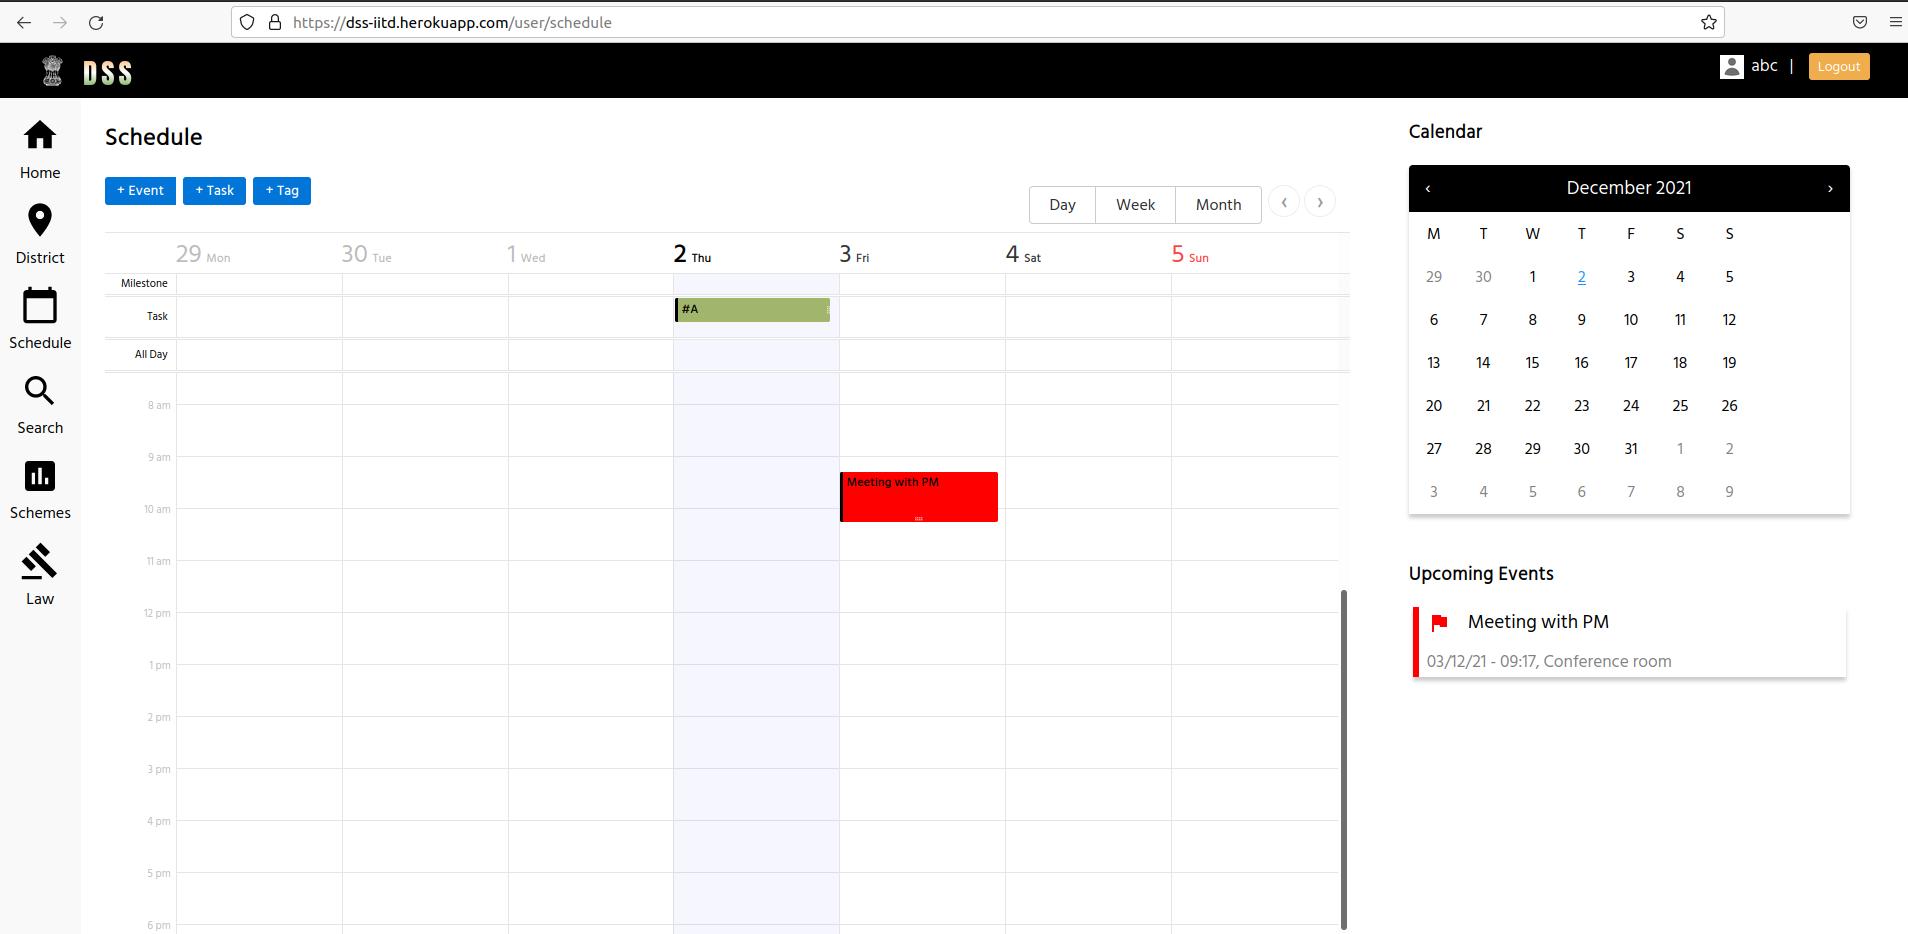 https://dss-iitd.herokuapp.com/user/schedule
DSS
abc | Logout
Home
District
Schedule
Search
Schemes
Law
Schedule
+ Event + Task + Tag
Day Week Month ‹ ›
29 Mon 30 Tue 1 Wed 2 Thu 3 Fri 4 Sat 5 Sun
Milestone
Task #A
All Day
8 am
9 am
Meeting with PM
10 am
11 am
12 pm
1 pm
2 pm
3 pm
4 pm
5 pm
6 pm
Calendar
‹ December 2021 ›
M T W T F S S
29 30 1 2 3 4 5
6 7 8 9 10 11 12
13 14 15 16 17 18 19
20 21 22 23 24 25 26
27 28 29 30 31 1 2
3 4 5 6 7 8 9
Upcoming Events
Meeting with PM
03/12/21 - 09:17, Conference room